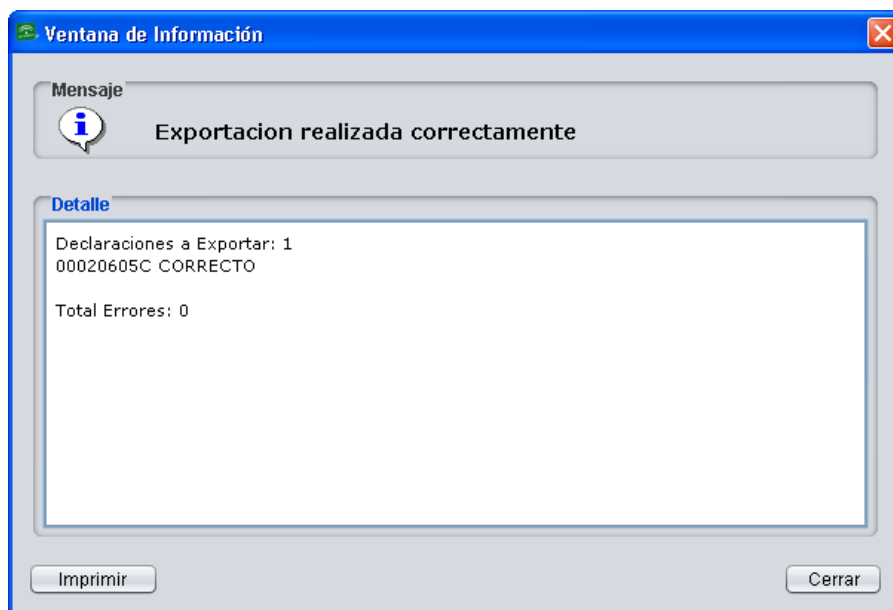 Ventana de Información
Mensaje
Exportacion realizada correctamente
Detalle
Declaraciones a Exportar: 1
00020605C CORRECTO
Total Errores: 0
Imprimir
Cerrar